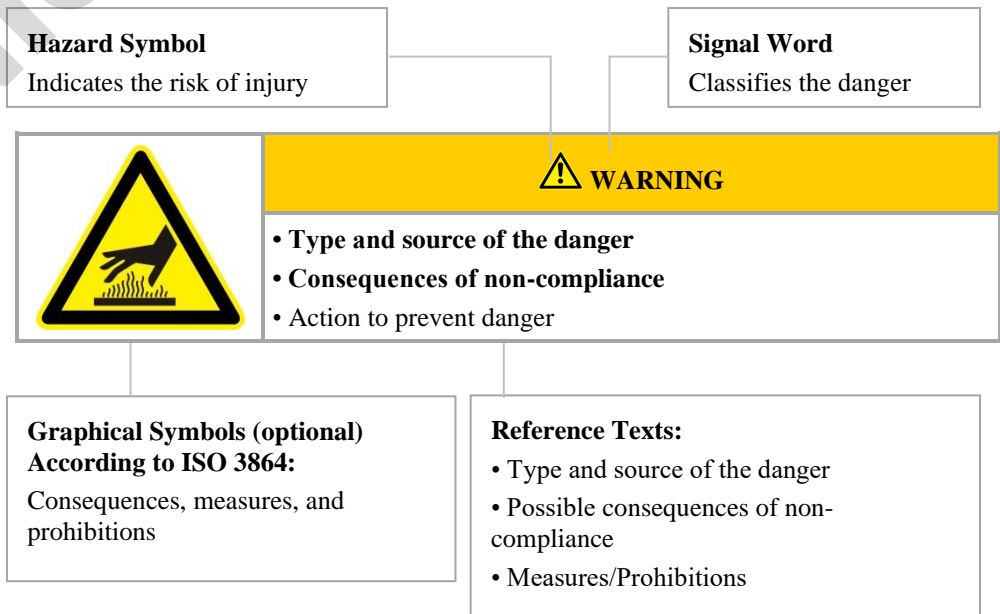 Hazard Symbol
Indicates the risk of injury
Signal Word
Classifies the danger
WARNING
• Type and source of the danger
• Consequences of non-compliance
• Action to prevent danger
Graphical Symbols (optional)
According to ISO 3864:
Consequences, measures, and
prohibitions
Reference Texts:
• Type and source of the danger
• Possible consequences of non-
compliance
• Measures/Prohibitions